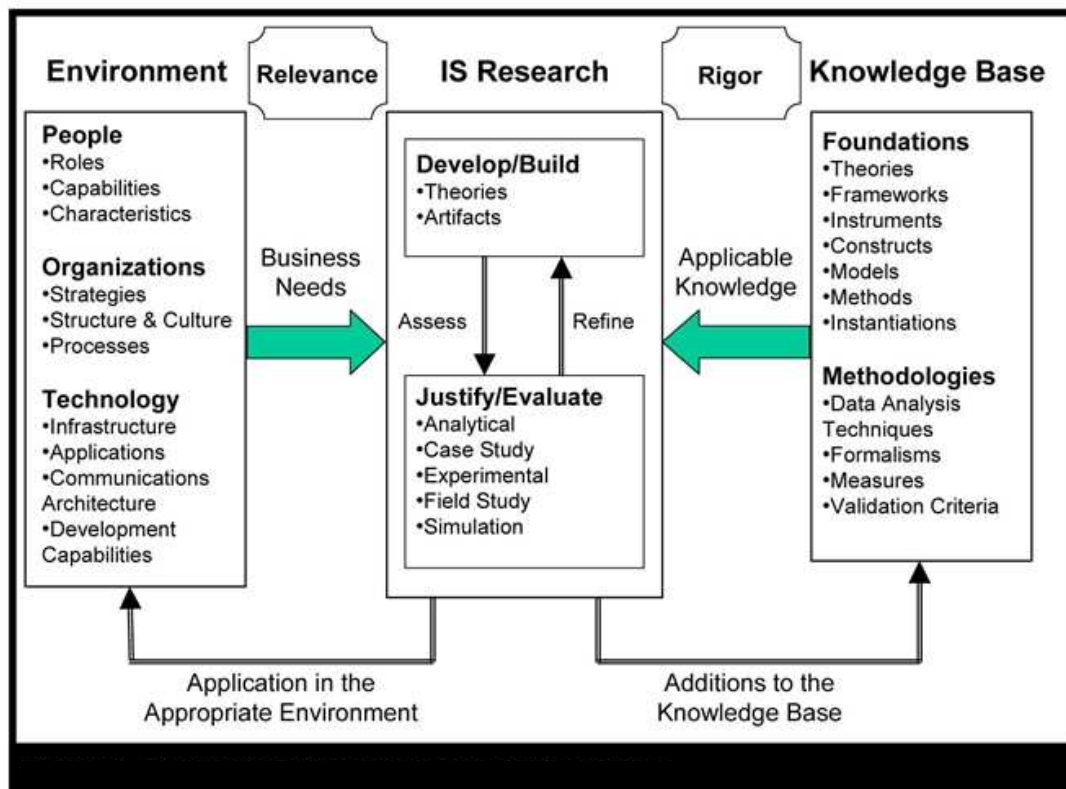 Environment
Relevance
IS Research
Rigor
Knowledge Base
People
•Roles
•Capabilities
•Characteristics
Organizations
•Strategies
•Structure & Culture
•Processes
Technology
•Infrastructure
•Applications
•Communications
Architecture
•Development
Capabilities
Business
Needs
Develop/Build
•Theories
•Artifacts
Assess
Refine
Justify/Evaluate
•Analytical
•Case Study
•Experimental
•Field Study
•Simulation
Applicable
Knowledge
Foundations
•Theories
•Frameworks
•Instruments
•Constructs
•Models
•Methods
•Instantiations
Methodologies
•Data Analysis
Techniques
•Formalisms
•Measures
•Validation Criteria
Application in the
Appropriate Environment
Additions to the
Knowledge Base